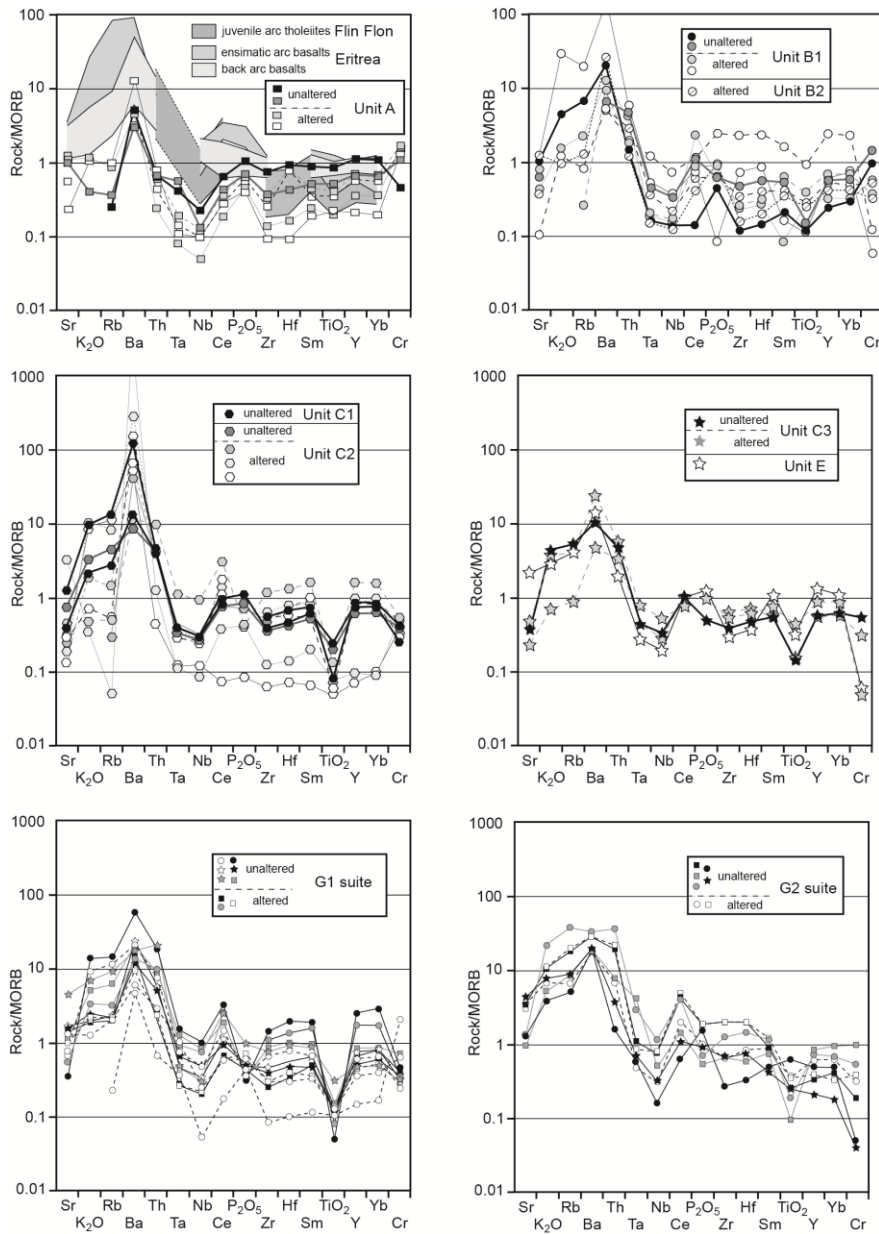 juvenile arc tholeiites Flin Flon
ensimatic arc basalts
back arc basalts
Eritrea
unaltered
Unit A
altered
100
10
1
0.1
0.01
Rock/MORB
Sr Rb Th Nb P₂O₅ Hf TiO₂ Yb
K₂O Ba Ta Ce Zr Sm Y Cr
unaltered
Unit B1
altered
Unit B2
100
10
1
0.1
0.01
Rock/MORB
Sr Rb Th Nb P₂O₅ Hf TiO₂ Yb
K₂O Ba Ta Ce Zr Sm Y Cr
unaltered Unit C1
unaltered
Unit C2
altered
1000
100
10
1
0.1
0.01
Rock/MORB
Sr Rb Th Nb P₂O₅ Hf TiO₂ Yb
K₂O Ba Ta Ce Zr Sm Y Cr
unaltered
Unit C3
altered
Unit E
1000
100
10
1
0.1
0.01
Rock/MORB
Sr Rb Th Nb P₂O₅ Hf TiO₂ Yb
K₂O Ba Ta Ce Zr Sm Y Cr
unaltered
G1 suite
altered
1000
100
10
1
0.1
0.01
Rock/MORB
Sr Rb Th Nb P₂O₅ Hf TiO₂ Yb
K₂O Ba Ta Ce Zr Sm Y Cr
unaltered
G2 suite
altered
1000
100
10
1
0.1
0.01
Rock/MORB
Sr Rb Th Nb P₂O₅ Hf TiO₂ Yb
K₂O Ba Ta Ce Zr Sm Y Cr